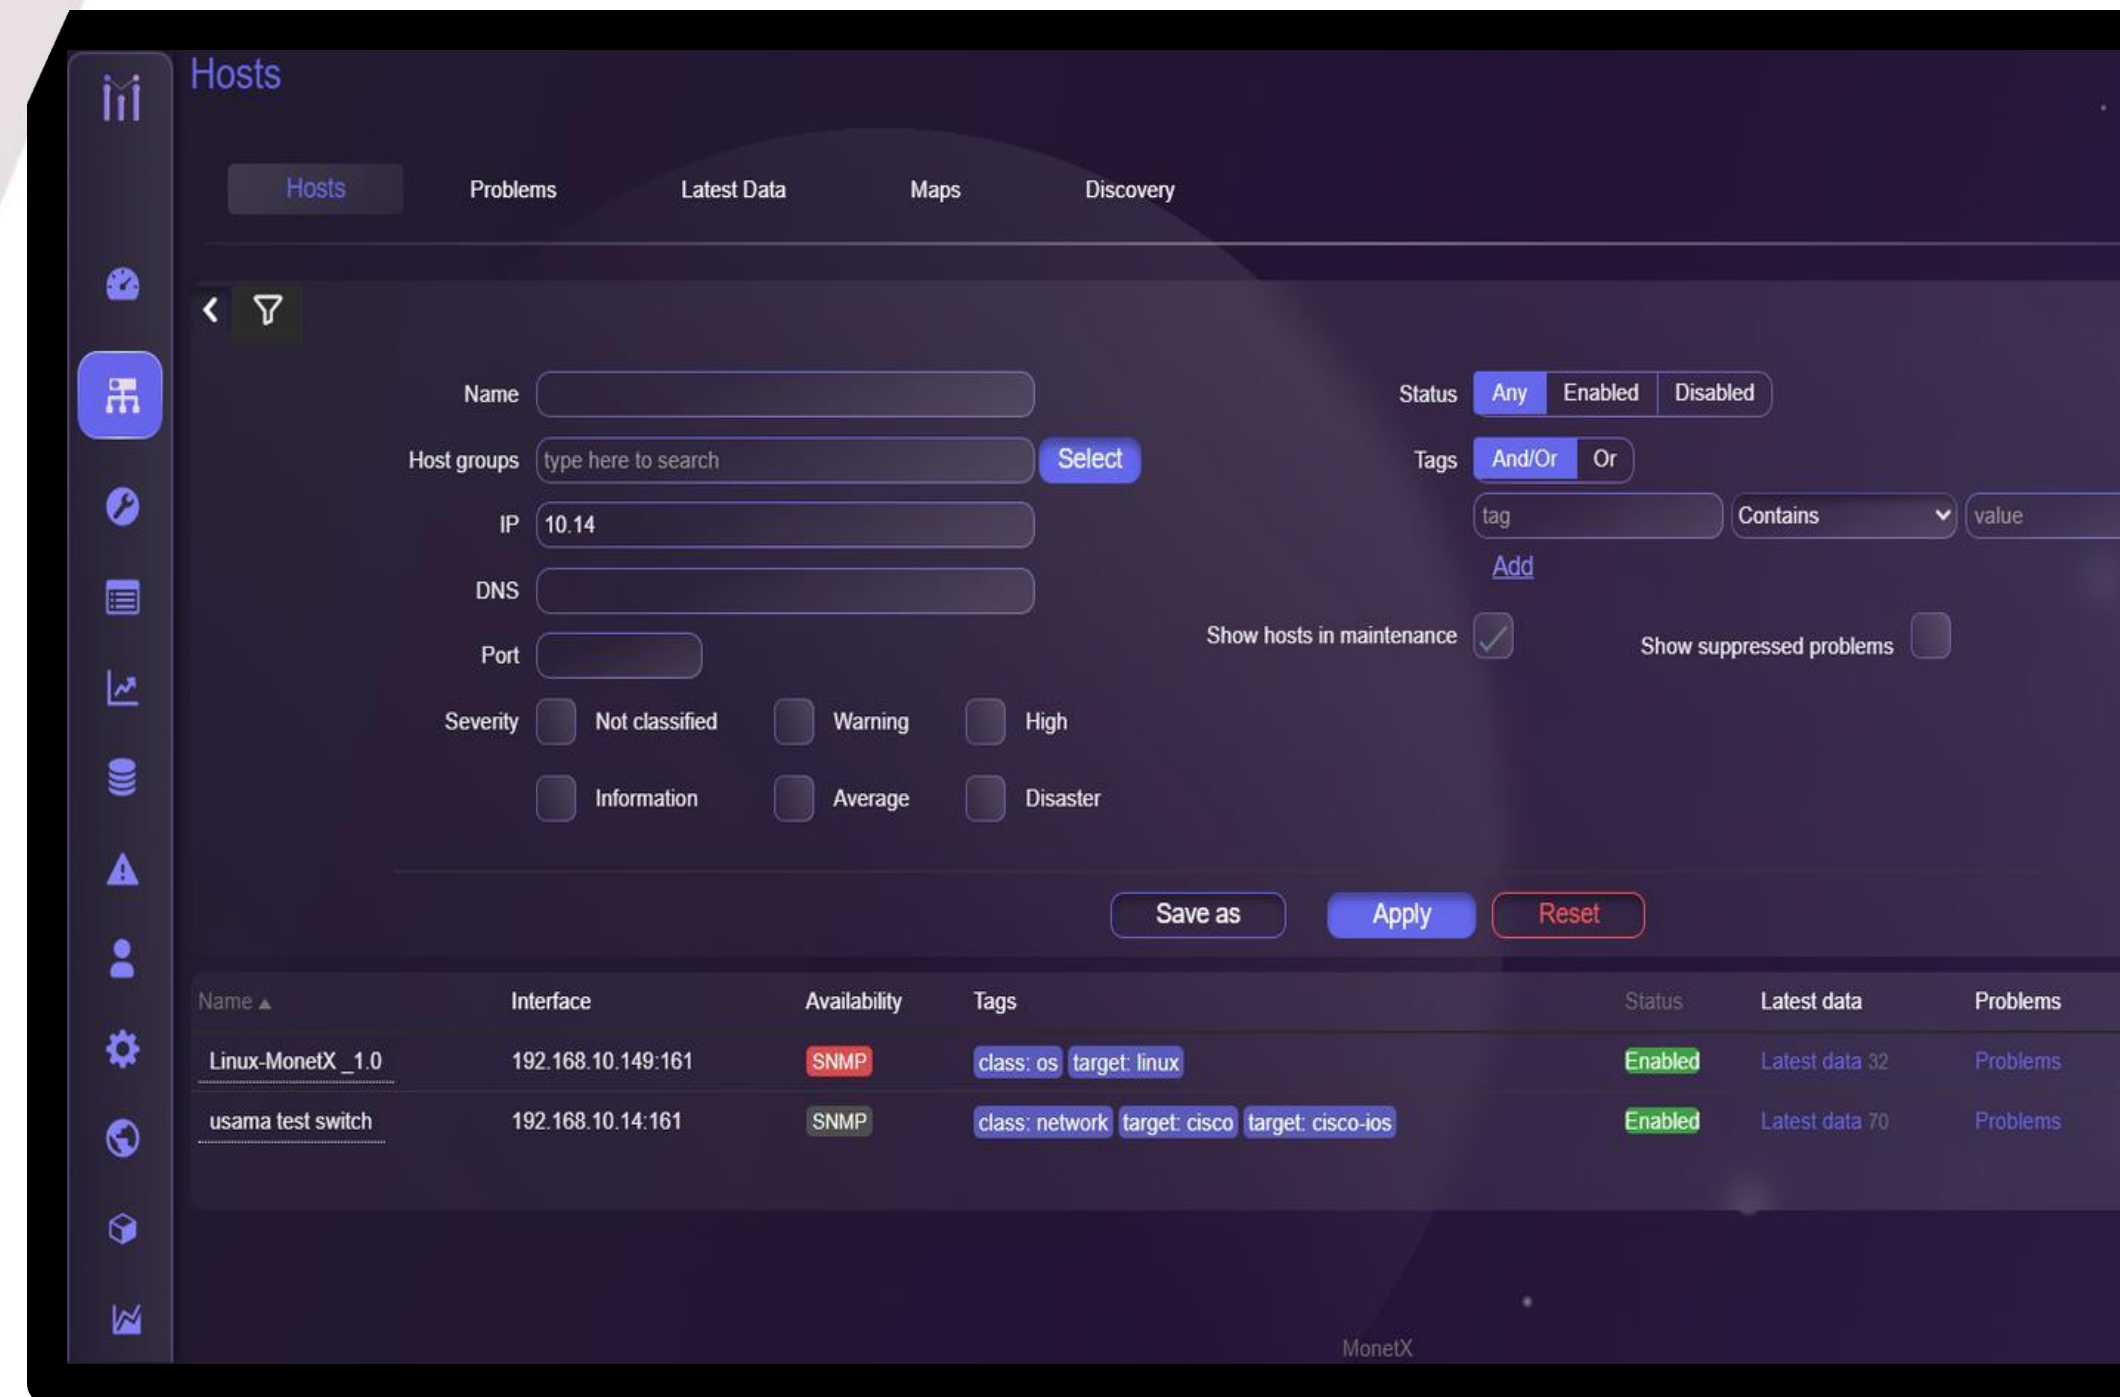 Hosts
Hosts Problems Latest Data Maps Discovery
Name Status Any Enabled Disabled
Host groups type here to search Select Tags And/Or Or
IP 10.14 tag Contains value
Add
DNS
Show hosts in maintenance Show suppressed problems
Port
Severity Not classified Warning High
Information Average Disaster
Save as Apply Reset
Name ▲ Interface Availability Tags Status Latest data Problems
Linux-MonetX _1.0 192.168.10.149:161 SNMP class: os target: linux Enabled Latest data 32 Problems
usama test switch 192.168.10.14:161 SNMP class: network target: cisco target: cisco-ios Enabled Latest data 70 Problems
MonetX